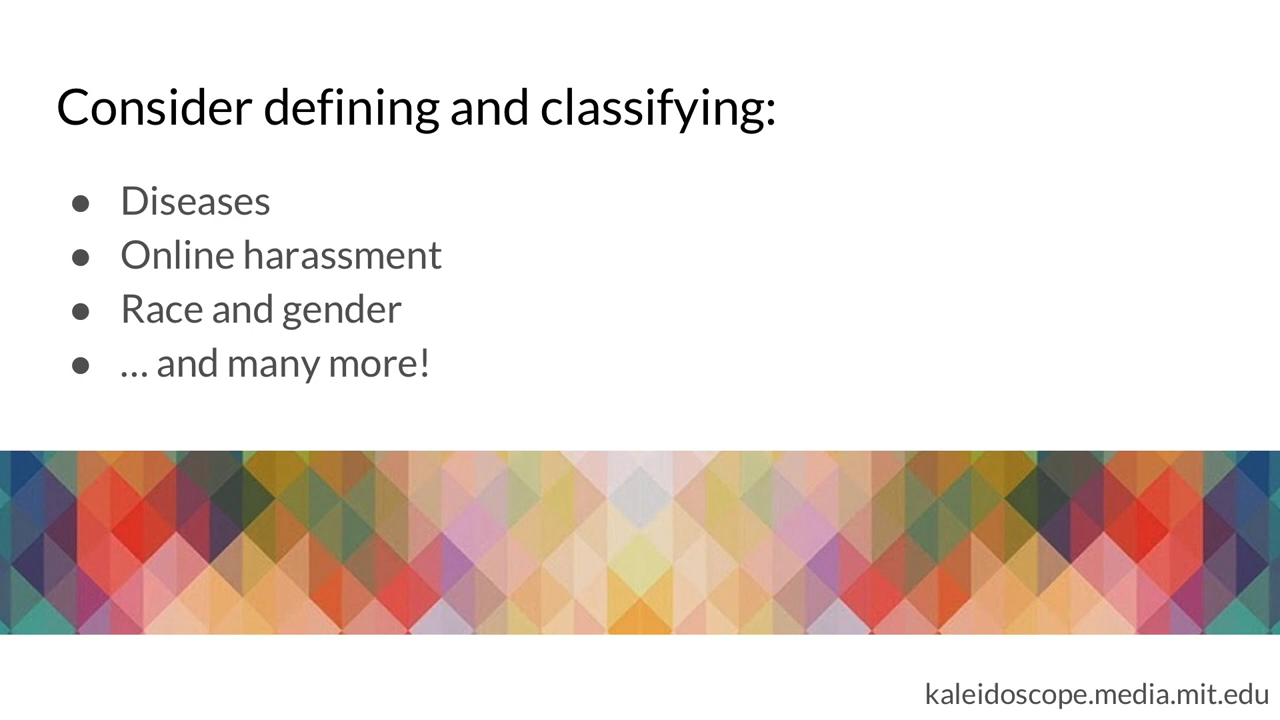 Consider defining and classifying:
● Diseases
● Online harassment
● Race and gender
● … and many more!
kaleidoscope.media.mit.edu